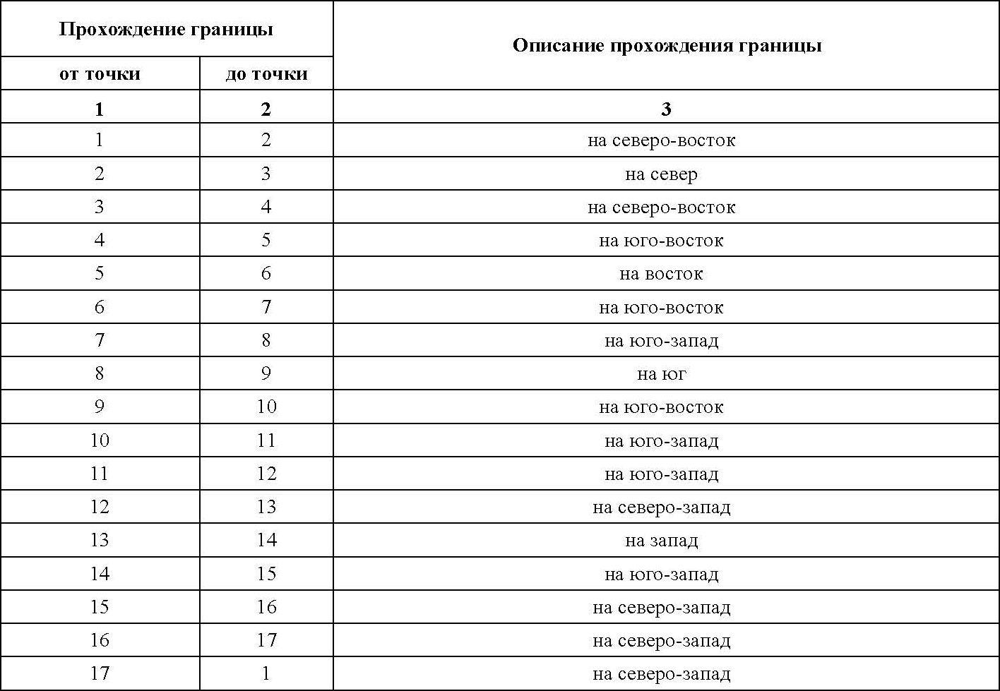 Прохождение границы
Описание прохождения границы
от точки до точки
1 2 3
1 2 на северо-восток
2 3 на север
3 4 на северо-восток
4 5 на юго-восток
5 6 на восток
6 7 на юго-восток
7 8 на юго-запад
8 9 на юг
9 10 на юго-восток
10 11 на юго-запад
11 12 на юго-запад
12 13 на северо-запад
13 14 на запад
14 15 на юго-запад
15 16 на северо-запад
16 17 на северо-запад
17 1 на северо-запад